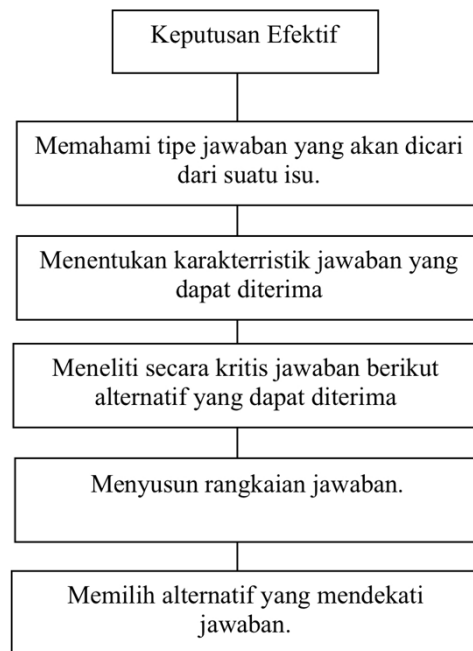 Keputusan Efektif
Memahami tipe jawaban yang akan dicari
dari suatu isu.
Menentukan karakterristik jawaban yang
dapat diterima
Meneliti secara kritis jawaban berikut
alternatif yang dapat diterima
Menyusun rangkaian jawaban.
Memilih alternatif yang mendekati
jawaban.